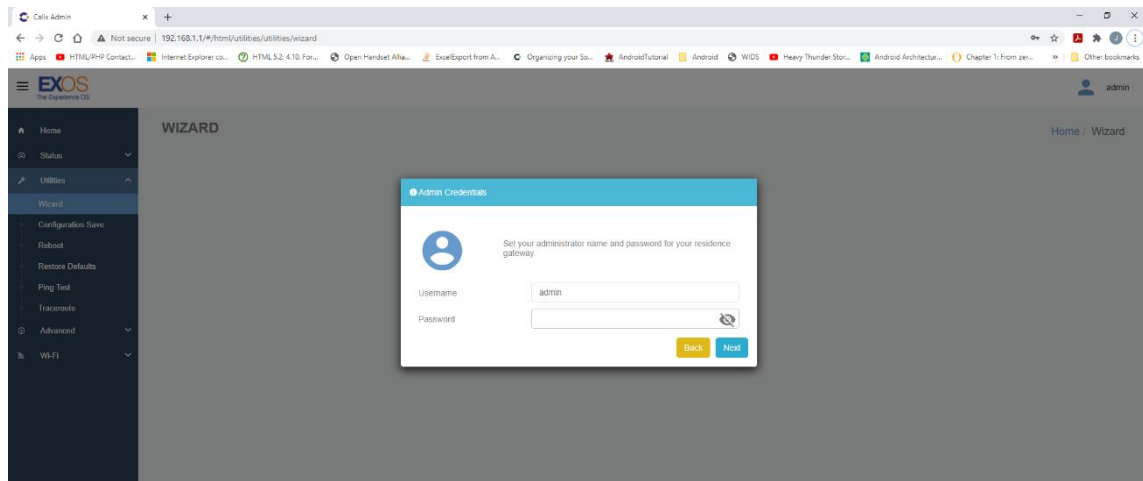 Calix Admin
Not secure | 192.168.1.1/#/html/utilities/utilities/wizard
Apps HTML/PHP Contact... Internet Explorer co... HTML 5.2: 4.10. For... Open Handset Allia... ExcelExport from A... Organizing your So... AndroidTutorial Android WIDS Heavy Thunder Stor... Android Architectur... Chapter 1: From zer... » Other bookmarks
EXOS
The Experience OS
admin
Home
WIZARD
Home / Wizard
Status
Utilities
Wizard
Configuration Save
Reboot
Restore Defaults
Ping Test
Traceroute
Advanced
Wi-Fi
Admin Credentials
Set your administrator name and password for your residence
gateway.
Username admin
Password
Back Next